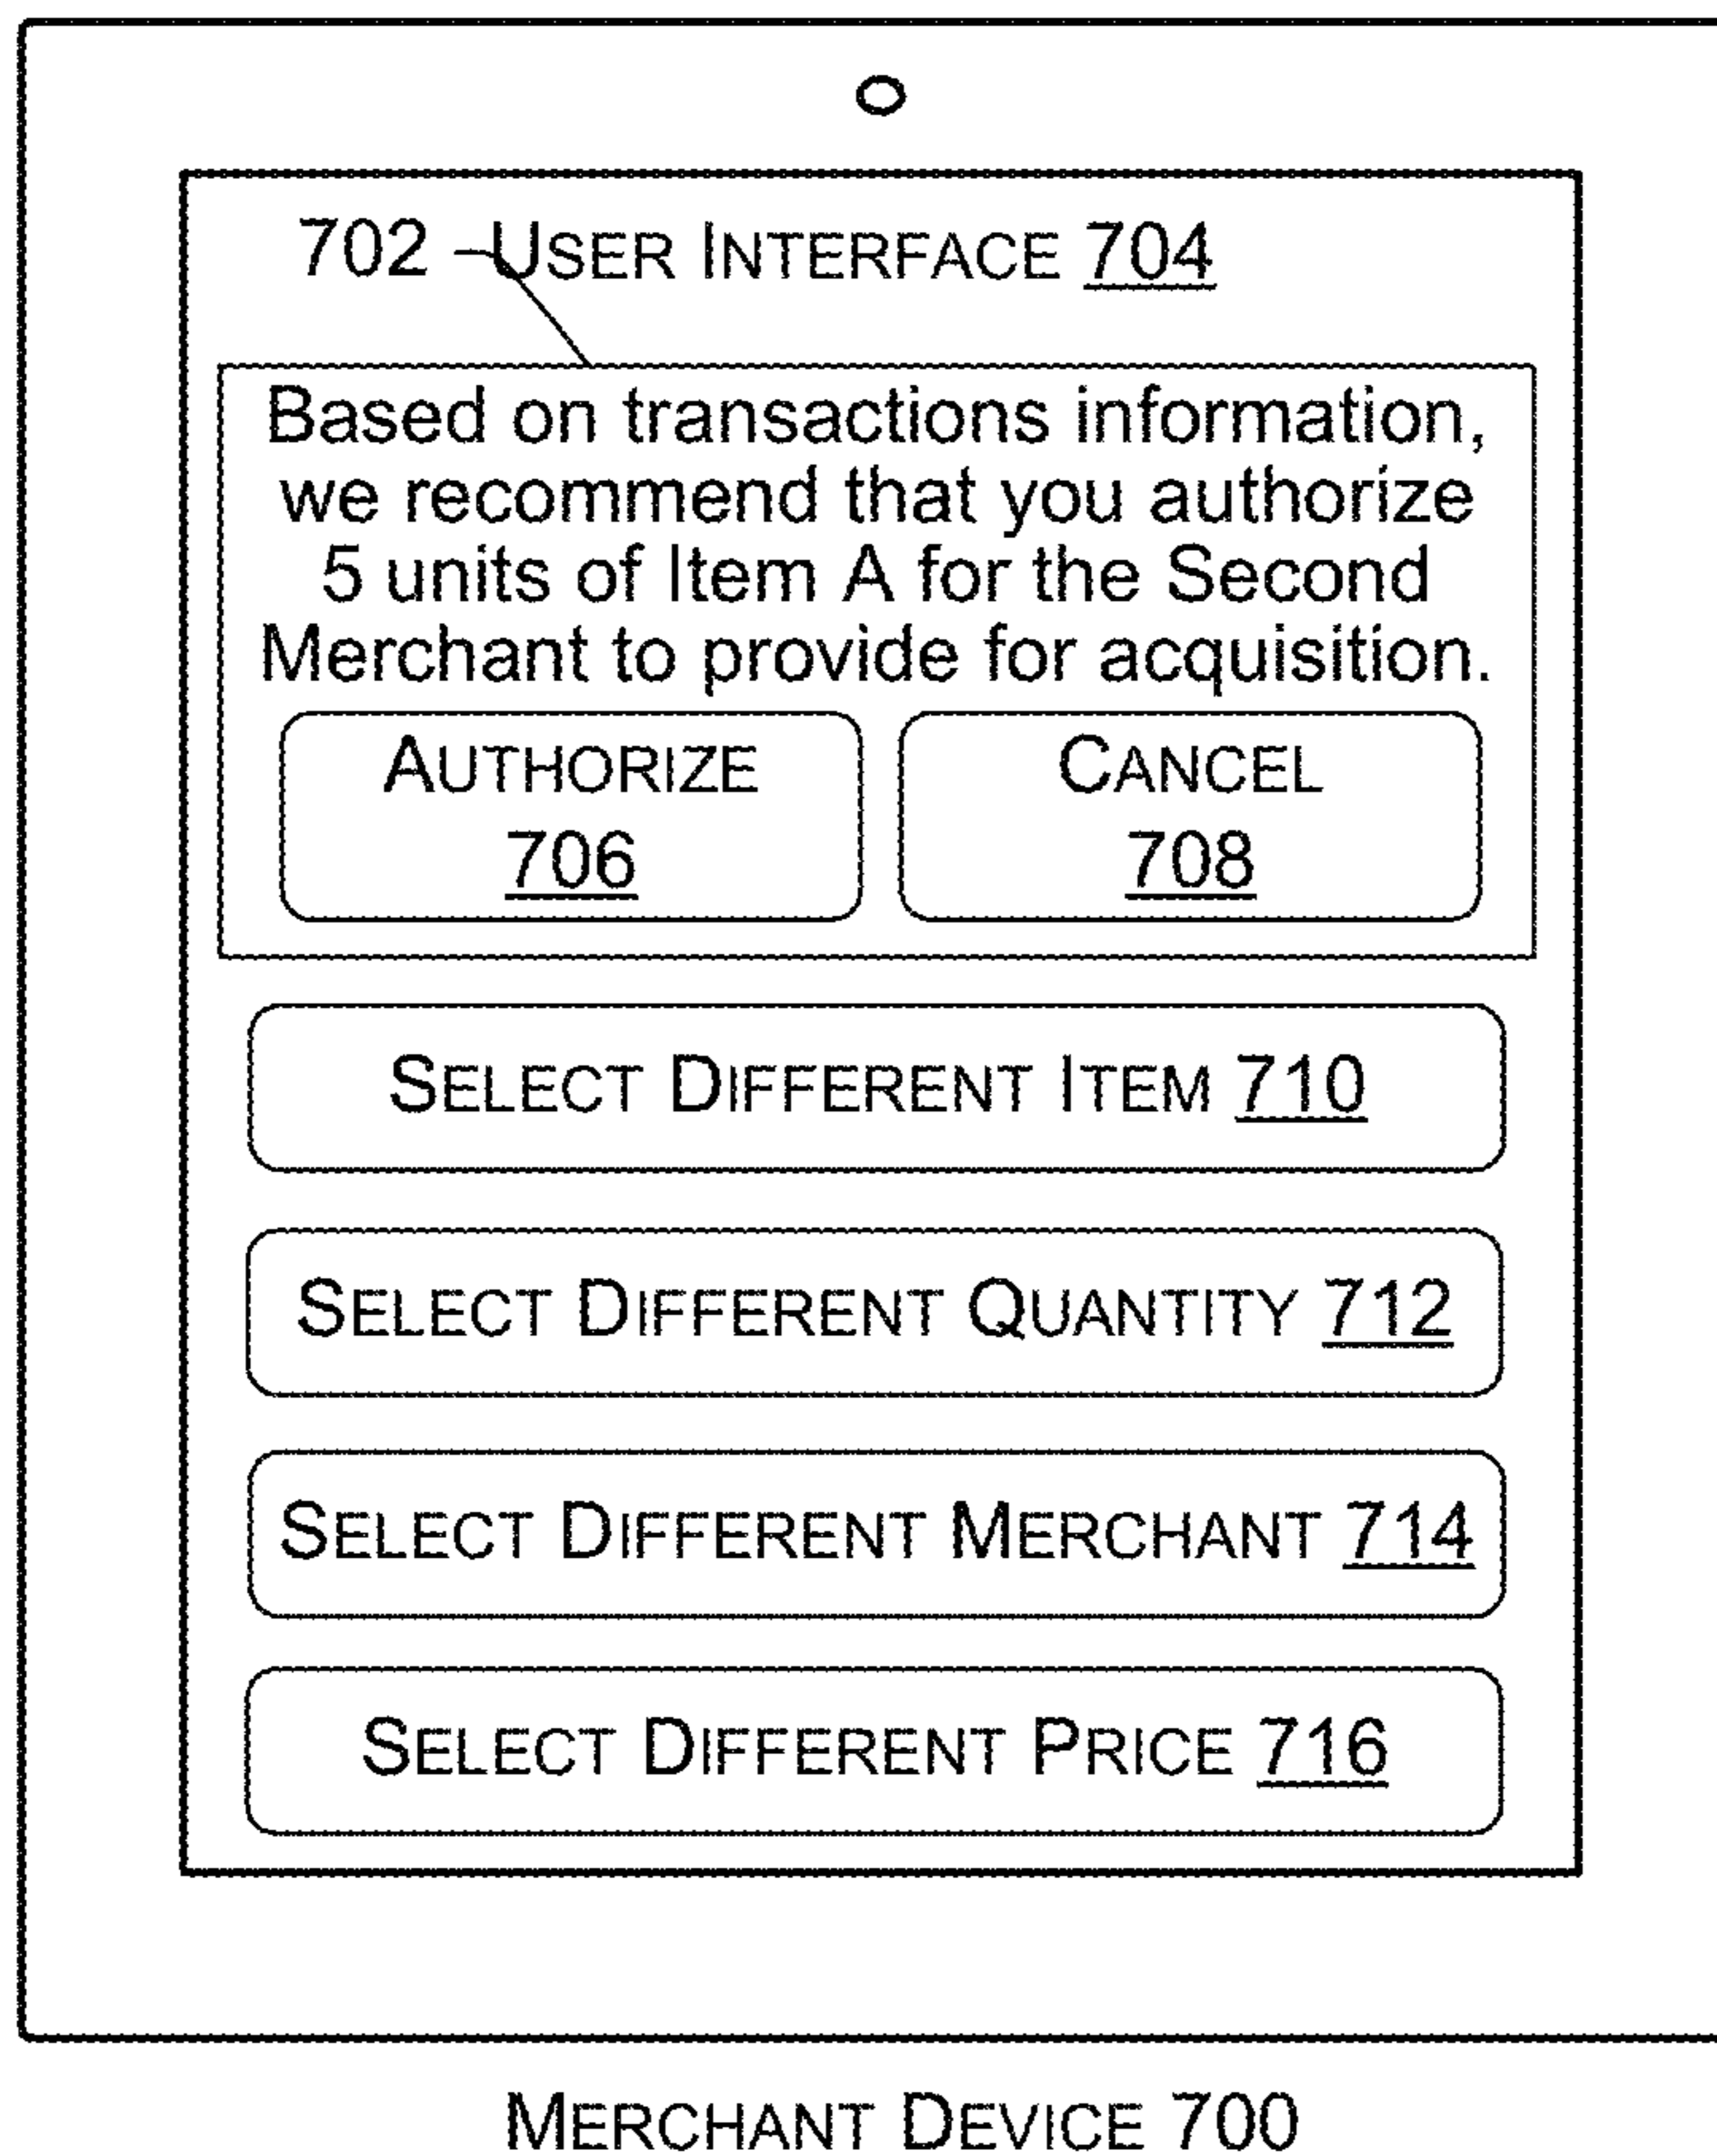 702 User Interface 704
Based on transactions information,
we recommend that you authorize
5 units of Item A for the Second
Merchant to provide for acquisition.
Authorize Cancel
706 708
Select Different Item 710
Select Different Quantity 712
Select Different Merchant 714
Select Different Price 716
Merchant Device 700